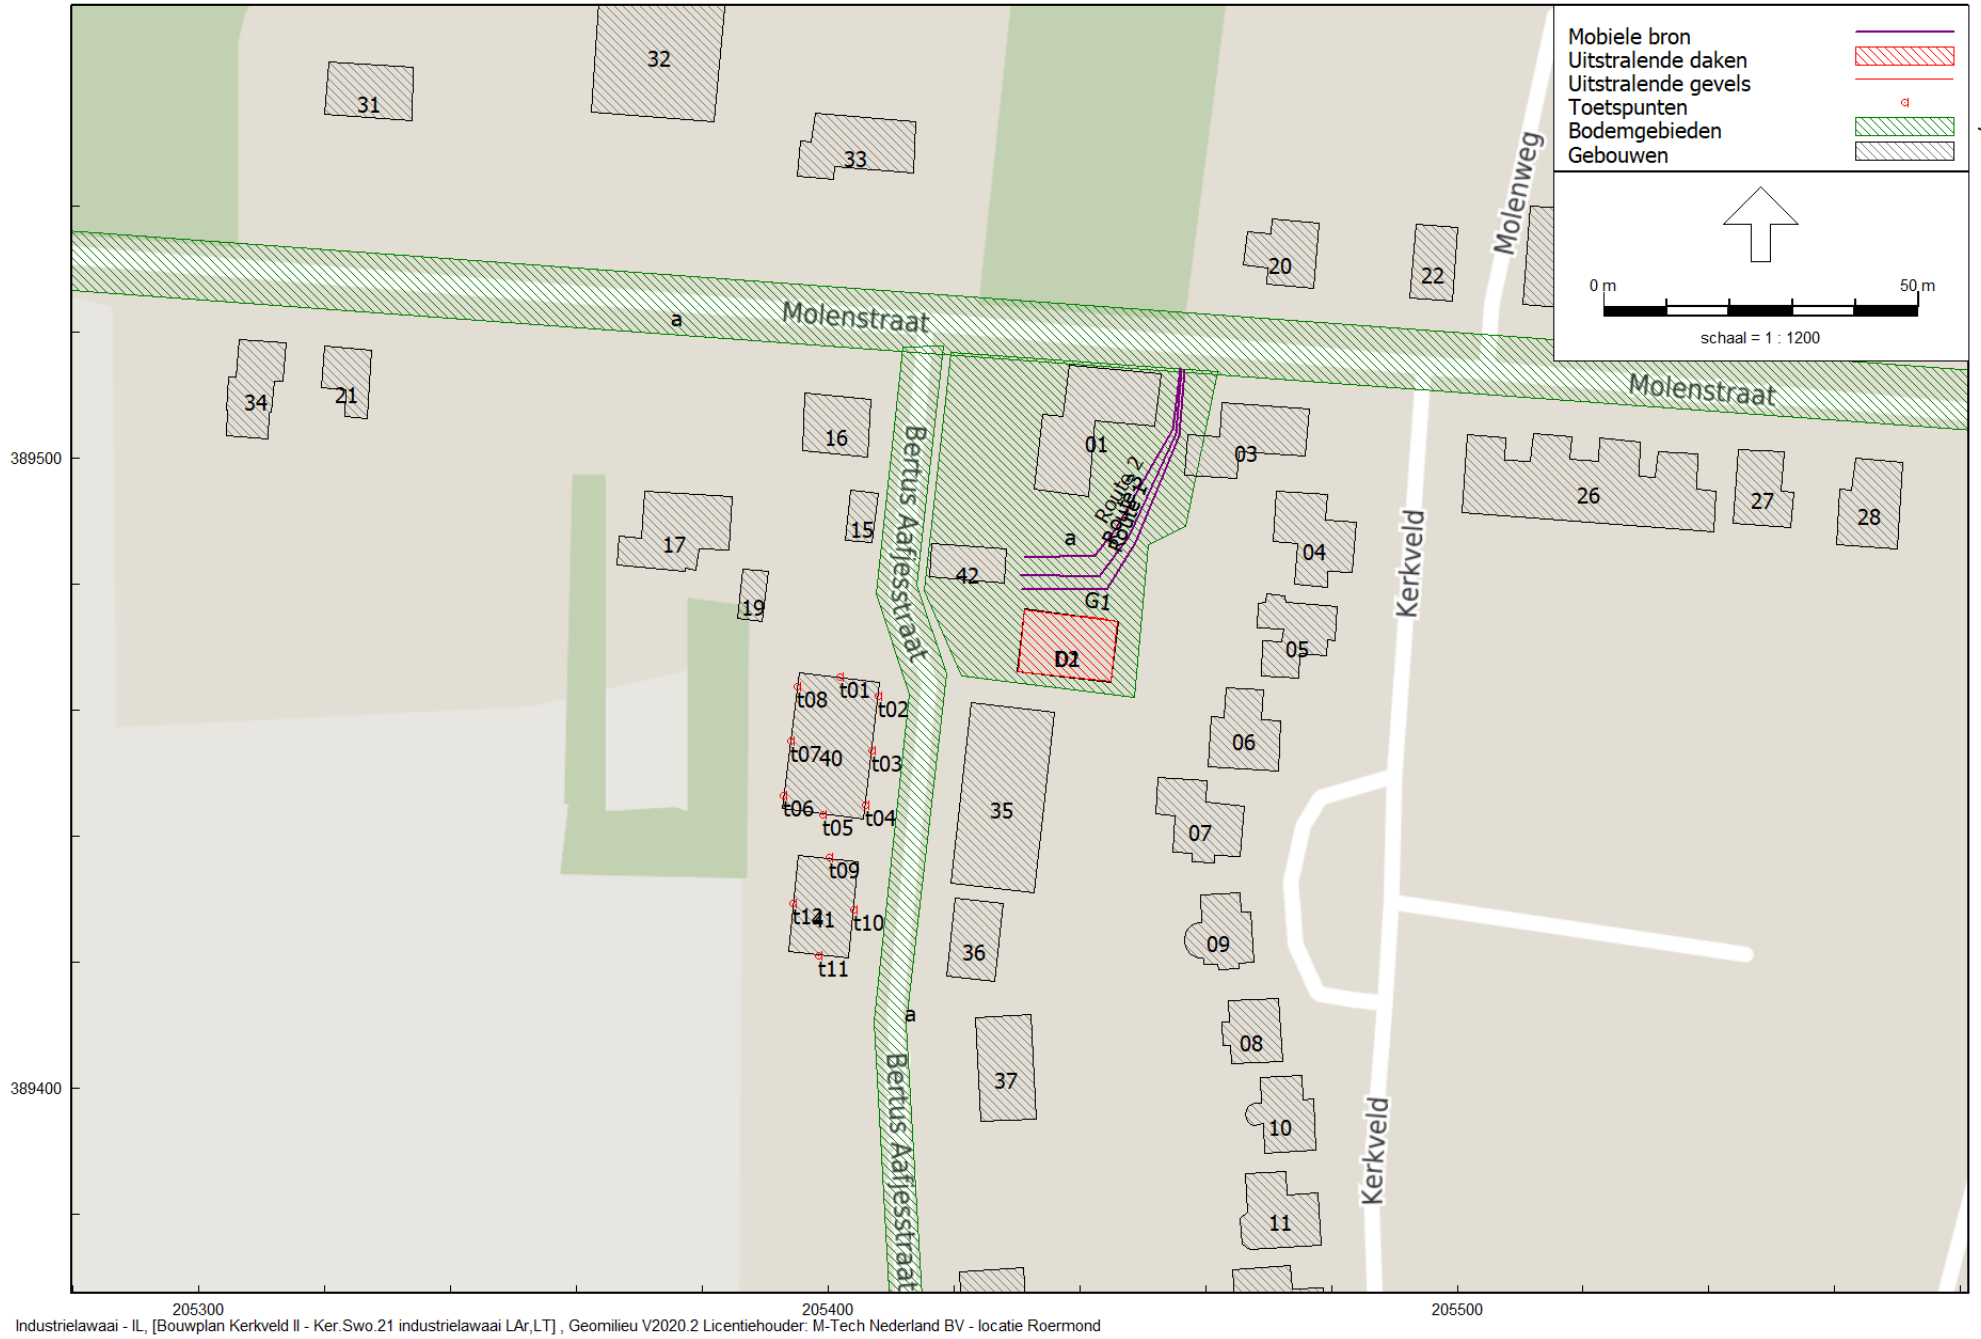 Mobiele bron
Uitstralende daken
Uitstralende gevels
Toetspunten
Bodemgebieden
Gebouwen
0 m
50 m
schaal = 1 : 1200
32
31
33
Molenweg
20
22
Molenstraat
a
Molenstraat
34
21
16
01
03
Bertus Aafjesstraat
Route 2
Route 1
a
26
27
28
389500
17
15
04
Kerkveld
42
19
G1
05
t01
t08
t02
06
t07
40
t03
t06
t05
t04
35
07
t09
t12
41
t10
t11
36
09
a
08
37
Bertus Aafjesstraat
10
Kerkveld
11
389400
205300
205400
205500
Industrielawaai - IL, [Bouwplan Kerkveld II - Ker.Swo.21 industrielawaai LAr,LT] , Geomilieu V2020.2 Licentiehouder: M-Tech Nederland BV - locatie Roermond